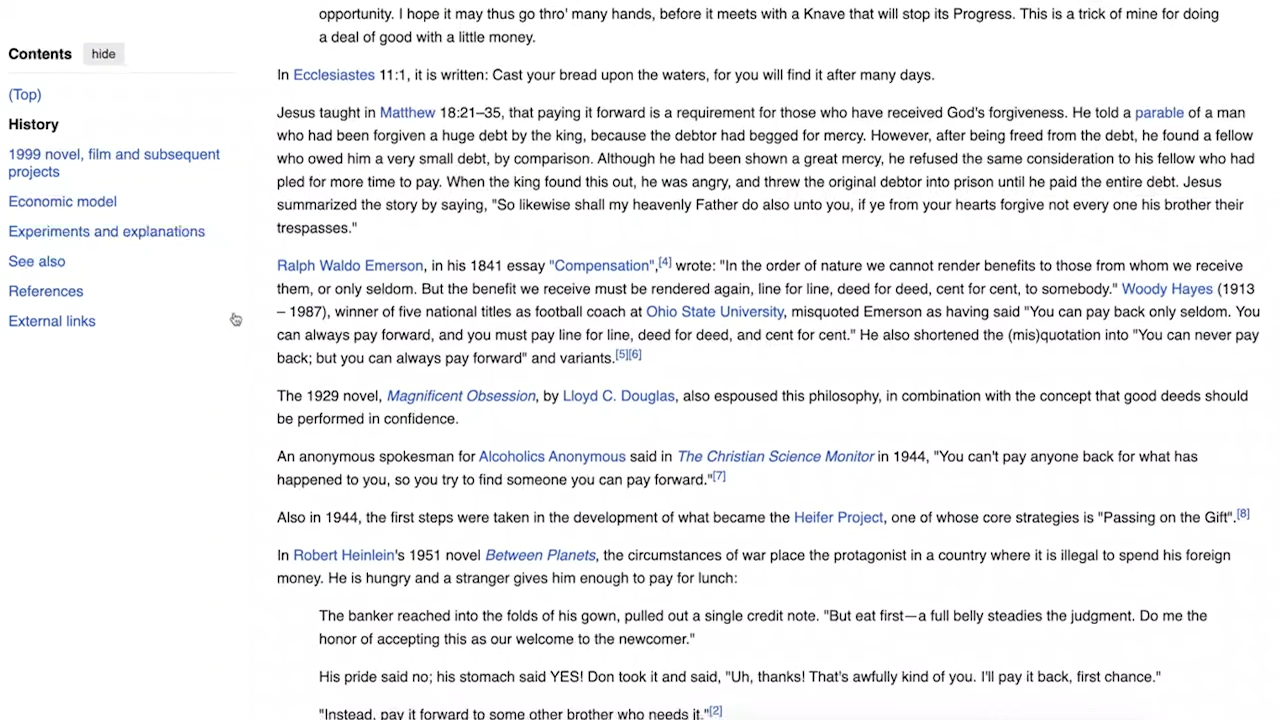 Contents hide
(Top)
History
1999 novel, film and subsequent
projects
Economic model
Experiments and explanations
See also
References
External links
opportunity. I hope it may thus go thro' many hands, before it meets with a Knave that will stop its Progress. This is a trick of mine for doing
a deal of good with a little money.
In Ecclesiastes 11:1, it is written: Cast your bread upon the waters, for you will find it after many days.
Jesus taught in Matthew 18:21–35, that paying it forward is a requirement for those who have received God's forgiveness. He told a parable of a man
who had been forgiven a huge debt by the king, because the debtor had begged for mercy. However, after being freed from the debt, he found a fellow
who owed him a very small debt, by comparison. Although he had been shown a great mercy, he refused the same consideration to his fellow who had
pled for more time to pay. When the king found this out, he was angry, and threw the original debtor into prison until he paid the entire debt. Jesus
summarized the story by saying, "So likewise shall my heavenly Father do also unto you, if ye from your hearts forgive not every one his brother their
trespasses."
Ralph Waldo Emerson, in his 1841 essay "Compensation",[4] wrote: "In the order of nature we cannot render benefits to those from whom we receive
them, or only seldom. But the benefit we receive must be rendered again, line for line, deed for deed, cent for cent, to somebody." Woody Hayes (1913
– 1987), winner of five national titles as football coach at Ohio State University, misquoted Emerson as having said "You can pay back only seldom. You
can always pay forward, and you must pay line for line, deed for deed, and cent for cent." He also shortened the (mis)quotation into "You can never pay
back; but you can always pay forward" and variants.[5][6]
The 1929 novel, Magnificent Obsession, by Lloyd C. Douglas, also espoused this philosophy, in combination with the concept that good deeds should
be performed in confidence.
An anonymous spokesman for Alcoholics Anonymous said in The Christian Science Monitor in 1944, "You can't pay anyone back for what has
happened to you, so you try to find someone you can pay forward."[7]
Also in 1944, the first steps were taken in the development of what became the Heifer Project, one of whose core strategies is "Passing on the Gift".[8]
In Robert Heinlein's 1951 novel Between Planets, the circumstances of war place the protagonist in a country where it is illegal to spend his foreign
money. He is hungry and a stranger gives him enough to pay for lunch:
The banker reached into the folds of his gown, pulled out a single credit note. "But eat first—a full belly steadies the judgment. Do me the
honor of accepting this as our welcome to the newcomer."
His pride said no; his stomach said YES! Don took it and said, "Uh, thanks! That's awfully kind of you. I'll pay it back, first chance."
"Instead, pay it forward to some other brother who needs it."[2]